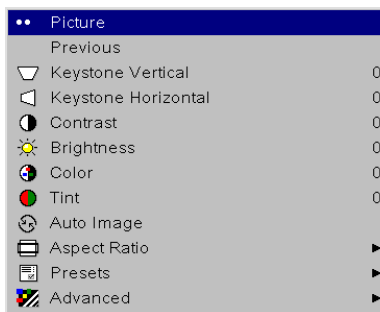 Picture
Previous
Keystone Vertical 0
Keystone Horizontal 0
Contrast 0
Brightness 0
Color 0
Tint 0
Auto Image
Aspect Ratio
Presets
Advanced